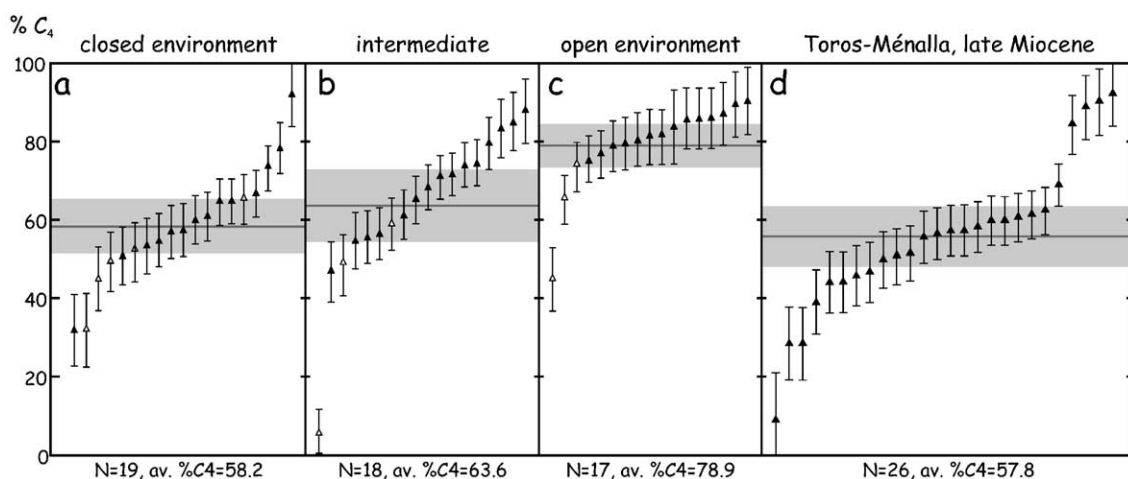 % C₄
closed environment intermediate open environment Toros-Ménalla, late Miocene
100
a b c d
80
60
40
20
0
N=19, av. %C4=58.2 N=18, av. %C4=63.6 N=17, av. %C4=78.9 N=26, av. %C4=57.8